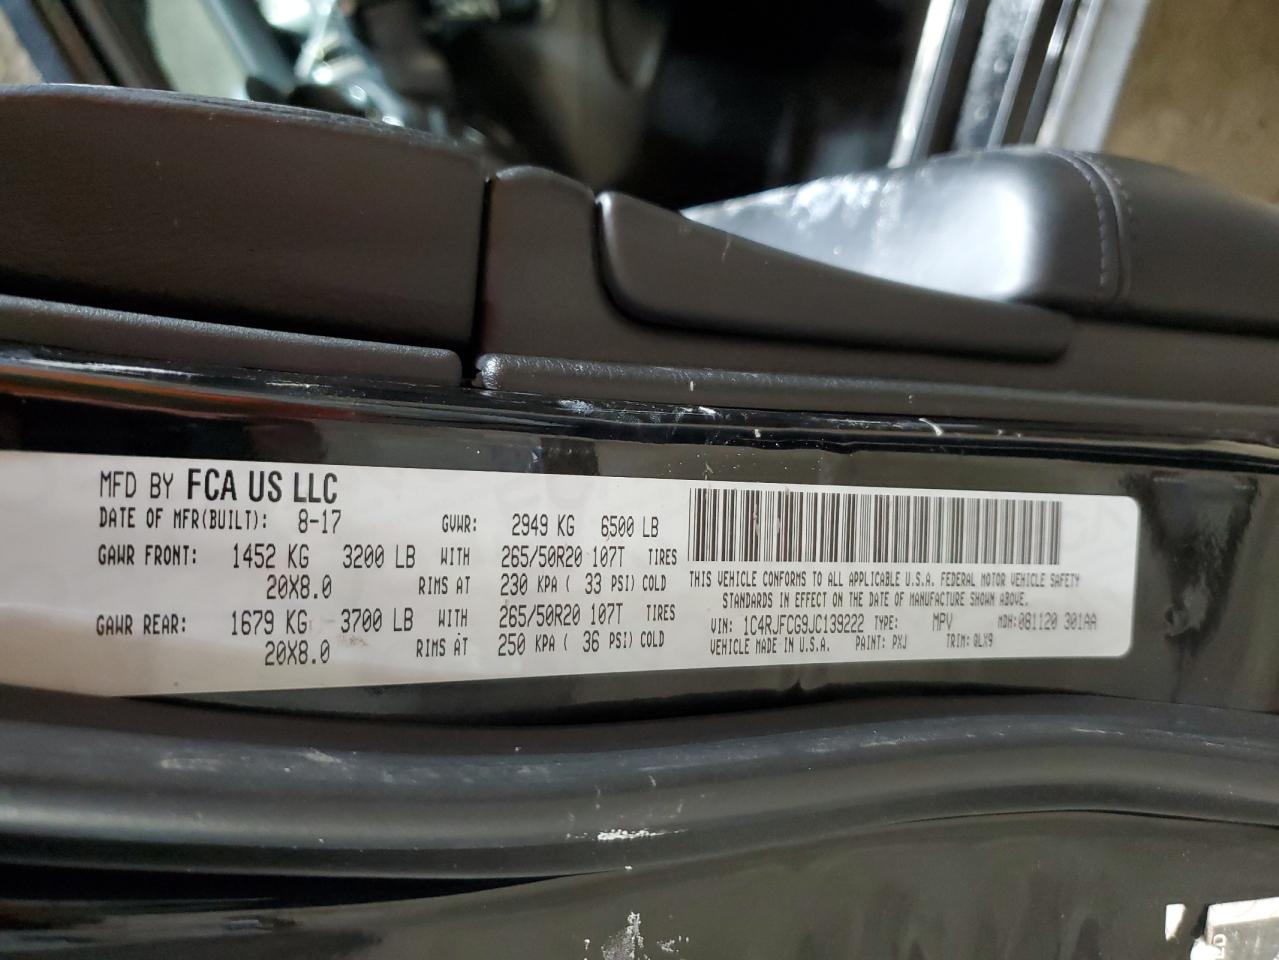 MFD BY FCA US LLC
DATE OF MFR(BUILT): 8-17 GVWR: 2949 KG 6500 LB
GAWR FRONT: 1452 KG 3200 LB WITH 265/50R20 107T TIRES
20X8.0 RIMS AT 230 KPA ( 33 PSI) COLD
GAWR REAR: 1679 KG 3700 LB WITH 265/50R20 107T TIRES
20X8.0 RIMS AT 250 KPA ( 36 PSI) COLD
THIS VEHICLE CONFORMS TO ALL APPLICABLE U.S.A. FEDERAL MOTOR VEHICLE SAFETY
STANDARDS IN EFFECT ON THE DATE OF MANUFACTURE SHOWN ABOVE.
VIN: 1C4RJFCG9JC139222 TYPE: MPV MDH: 081120 301AA
VEHICLE MADE IN U.S.A. PAINT: PXJ TRIM: QLX9